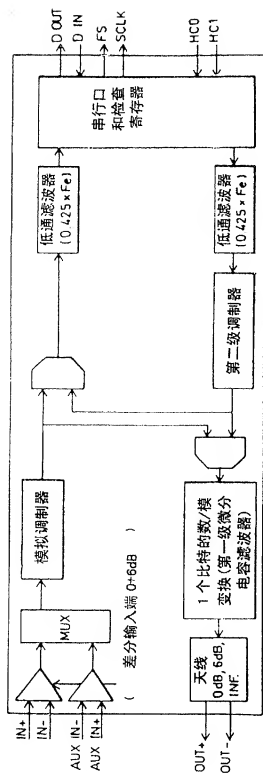 IN+
IN-
AUX IN-
AUX IN+
MUX
模拟调制器
差分输入端 0+6dB
(
)
低通滤波器
(0.425×Fe)
串行口
和检查
寄存器
D OUT
D IN
FS
SCLK
HC0
HC1
低通滤波器
(0.425×Fe)
第二级调制器
1个比特的数/模
变换(第一级微分
电容滤波器)
天线
0dB, 6dB,
INF.
OUT+
OUT-